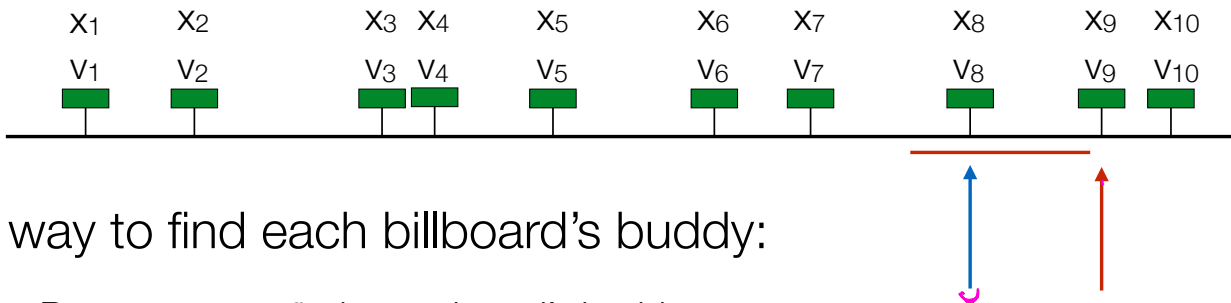 X1 X2 X3 X4 X5 X6 X7 X8 X9 X10
V1 V2 V3 V4 V5 V6 V7 V8 V9 V10
way to find each billboard's buddy: